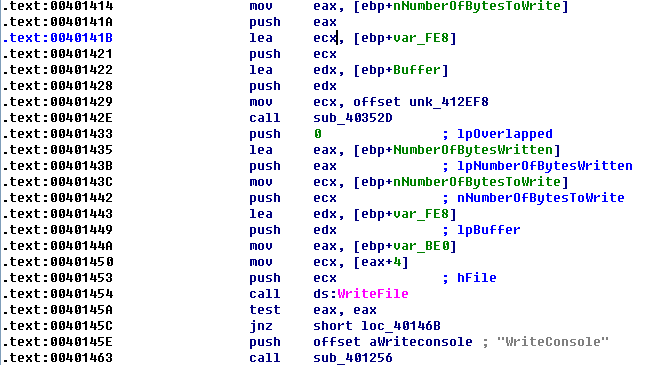 .text:00401414 mov eax, [ebp+nNumberOfBytesToWrite]
.text:0040141A push eax
.text:0040141B lea ecx, [ebp+var_FE8]
.text:00401421 push ecx
.text:00401422 lea edx, [ebp+Buffer]
.text:00401428 push edx
.text:00401429 mov ecx, offset unk_412EF8
.text:0040142E call sub_40352D
.text:00401433 push 0 ; lpOverlapped
.text:00401435 lea eax, [ebp+NumberOfBytesWritten]
.text:0040143B push eax ; lpNumberOfBytesWritten
.text:0040143C mov ecx, [ebp+nNumberOfBytesToWrite]
.text:00401442 push ecx ; nNumberOfBytesToWrite
.text:00401443 lea edx, [ebp+var_FE8]
.text:00401449 push edx ; lpBuffer
.text:0040144A mov eax, [ebp+var_BE0]
.text:00401450 mov ecx, [eax+4]
.text:00401453 push ecx ; hFile
.text:00401454 call ds:WriteFile
.text:0040145A test eax, eax
.text:0040145C jnz short loc_40146B
.text:0040145E push offset aWriteconsole ; "WriteConsole"
.text:00401463 call sub_401256